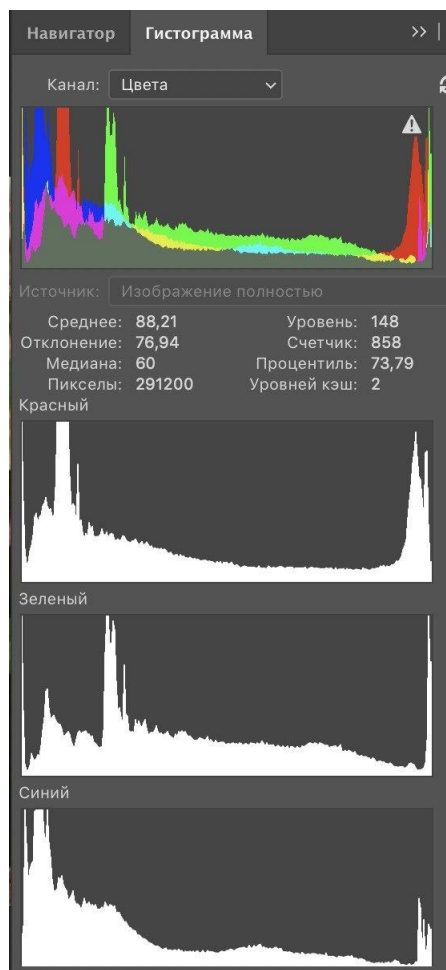 Навигатор Гистограмма
Канал: Цвета
Источник: Изображение полностью
Среднее: 88,21 Уровень: 148
Отклонение: 76,94 Счетчик: 858
Медиана: 60 Процентиль: 73,79
Пикселы: 291200 Уровней кэш: 2
Красный
Зеленый
Синий